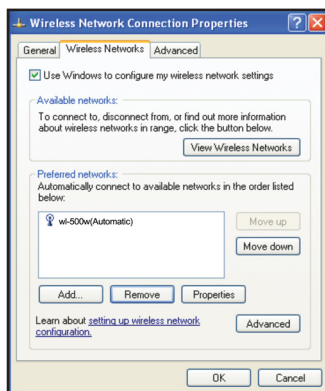 Wireless Network Connection Properties
General Wireless Networks Advanced
Use Windows to configure my wireless network settings
Available networks:
To connect to, disconnect from, or find out more information
about wireless networks in range, click the button below.
View Wireless Networks
Preferred networks:
Automatically connect to available networks in the order listed
below:
wl-500w(Automatic)
Move up
Move down
Add... Remove Properties
Learn about setting up wireless network
configuration.
Advanced
OK Cancel